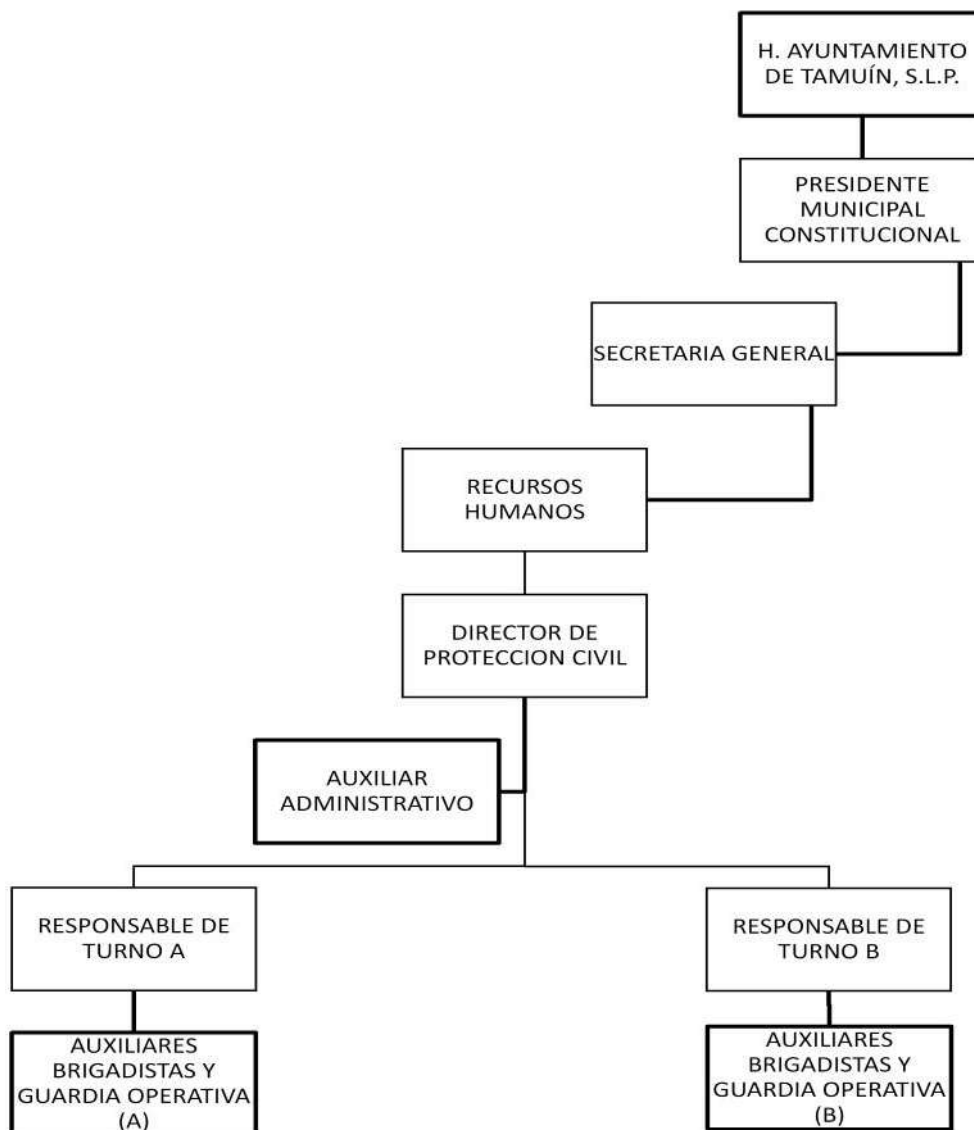 H. AYUNTAMIENTO
DE TAMUÍN, S.L.P.
PRESIDENTE
MUNICIPAL
CONSTITUCIONAL
SECRETARIA GENERAL
RECURSOS
HUMANOS
DIRECTOR DE
PROTECCION CIVIL
AUXILIAR
ADMINISTRATIVO
RESPONSABLE DE
TURNO A
RESPONSABLE DE
TURNO B
AUXILIARES
BRIGADISTAS Y
GUARDIA OPERATIVA
(A)
AUXILIARES
BRIGADISTAS Y
GUARDIA OPERATIVA
(B)